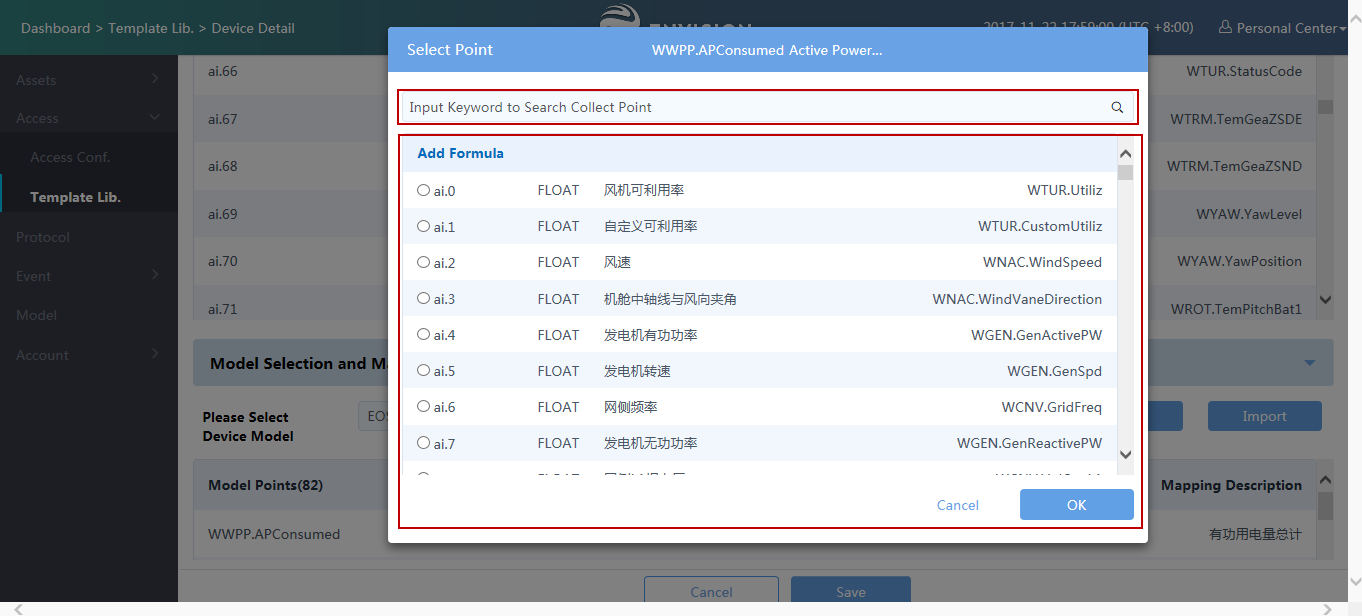 Dashboard > Template Lib. > Device Detail
ENVISION
2017-11-22 17:59:00 (UTC +8:00)
Personal Center
Assets
Access
Access Conf.
Template Lib.
Protocol
Event
Model
Account
ai.66
WTUR.StatusCode
ai.67
WTRM.TemGeaZSDE
ai.68
WTRM.TemGeaZSND
ai.69
WYAW.YawLevel
ai.70
WYAW.YawPosition
ai.71
WROT.TemPitchBat1
Select Point
WWPP.APConsumed Active Power...
Input Keyword to Search Collect Point
Add Formula
ai.0 FLOAT 风机可利用率 WTUR.Utiliz
ai.1 FLOAT 自定义可利用率 WTUR.CustomUtiliz
ai.2 FLOAT 风速 WNAC.WindSpeed
ai.3 FLOAT 机舱中轴线与风向夹角 WNAC.WindVaneDirection
ai.4 FLOAT 发电机有功功率 WGEN.GenActivePW
ai.5 FLOAT 发电机转速 WGEN.GenSpd
ai.6 FLOAT 网侧频率 WCNV.GridFreq
ai.7 FLOAT 发电机无功功率 WGEN.GenReactivePW
Cancel
OK
Model Selection and
Please Select
Device Model
Import
Model Points(82)
Mapping Description
WWPP.APConsumed
有功用电量总计
Cancel
Save